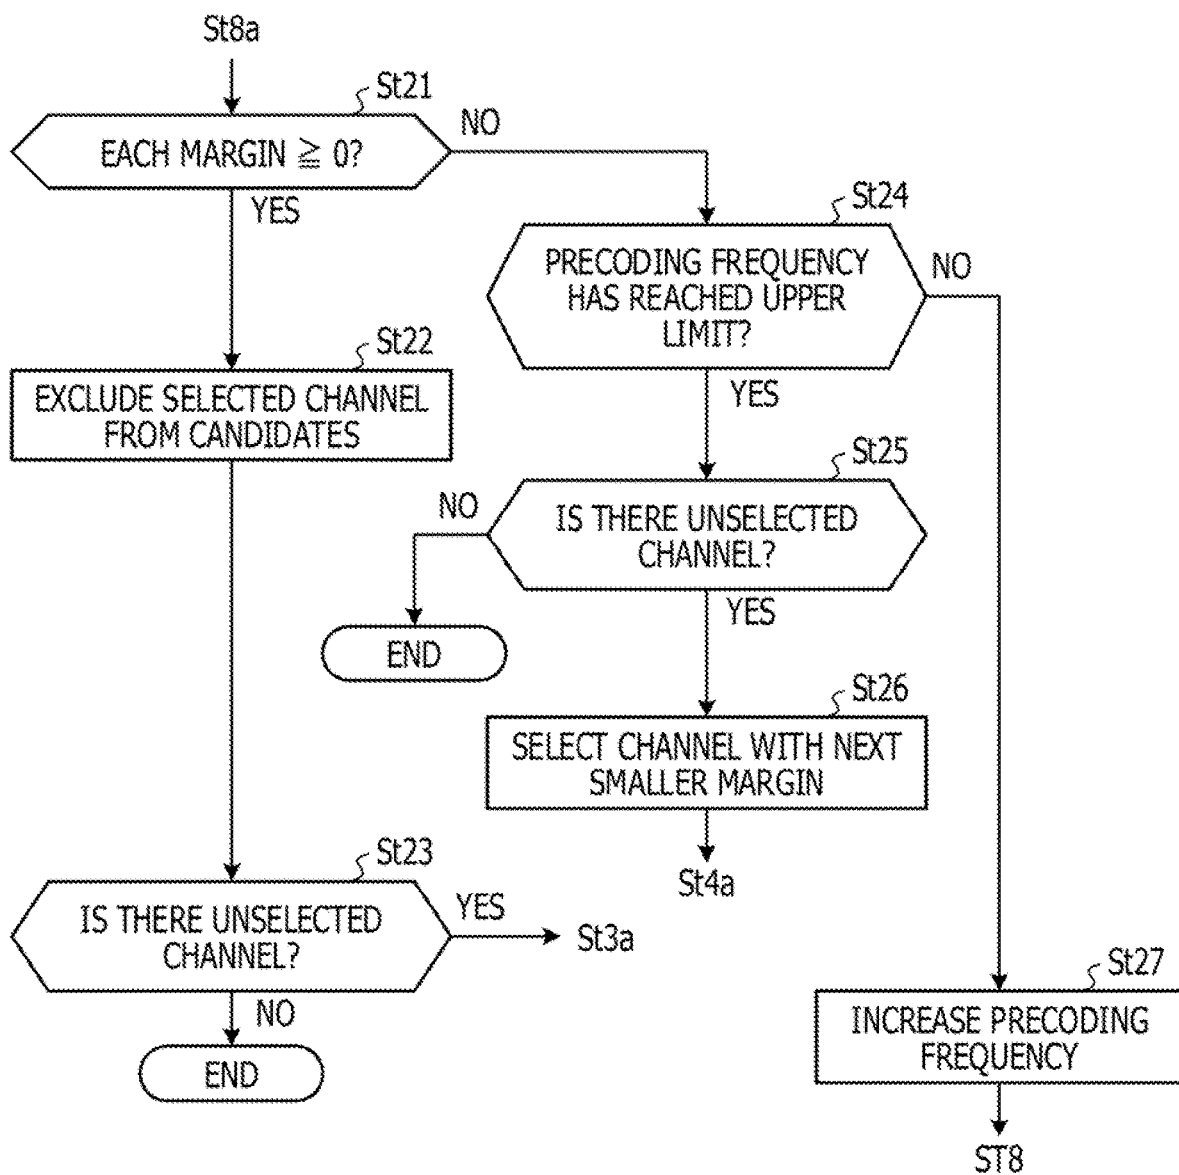 St8a
St21
EACH MARGIN ≧ 0?
NO
YES
St24
PRECODING FREQUENCY
HAS REACHED UPPER
LIMIT?
NO
YES
St22
EXCLUDE SELECTED CHANNEL
FROM CANDIDATES
St25
NO
IS THERE UNSELECTED
CHANNEL?
YES
END
St26
SELECT CHANNEL WITH NEXT
SMALLER MARGIN
St4a
St23
IS THERE UNSELECTED
CHANNEL?
YES
St3a
NO
END
St27
INCREASE PRECODING
FREQUENCY
ST8